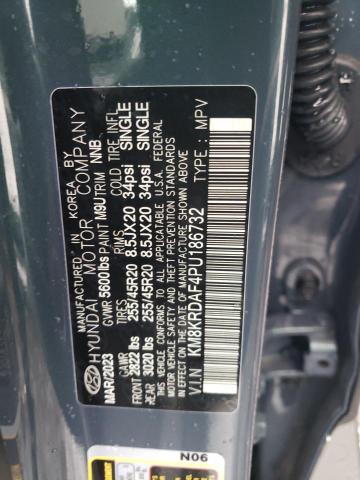 MANUFACTURED IN KOREA BY
HYUNDAI MOTOR COMPANY
MAR/2023 GVWR 5600 lbs PAINT M9U TRIM NNB
GAWR TIRES RIMS COLD TIRE INFL
FRONT 2822 lbs 255/45R20 8.5JX20 34psi SINGLE
REAR 3020 lbs 255/45R20 8.5JX20 34psi SINGLE
THIS VEHICLE CONFORMS TO ALL APPLICABLE U.S.A. FEDERAL
MOTOR VEHICLE SAFETY AND THEFT PREVENTION STANDARDS
IN EFFECT ON THE DATE OF MANUFACTURE SHOWN ABOVE.
V.I.N : KM8KRDAF4PU186732 TYPE : MPV
N06